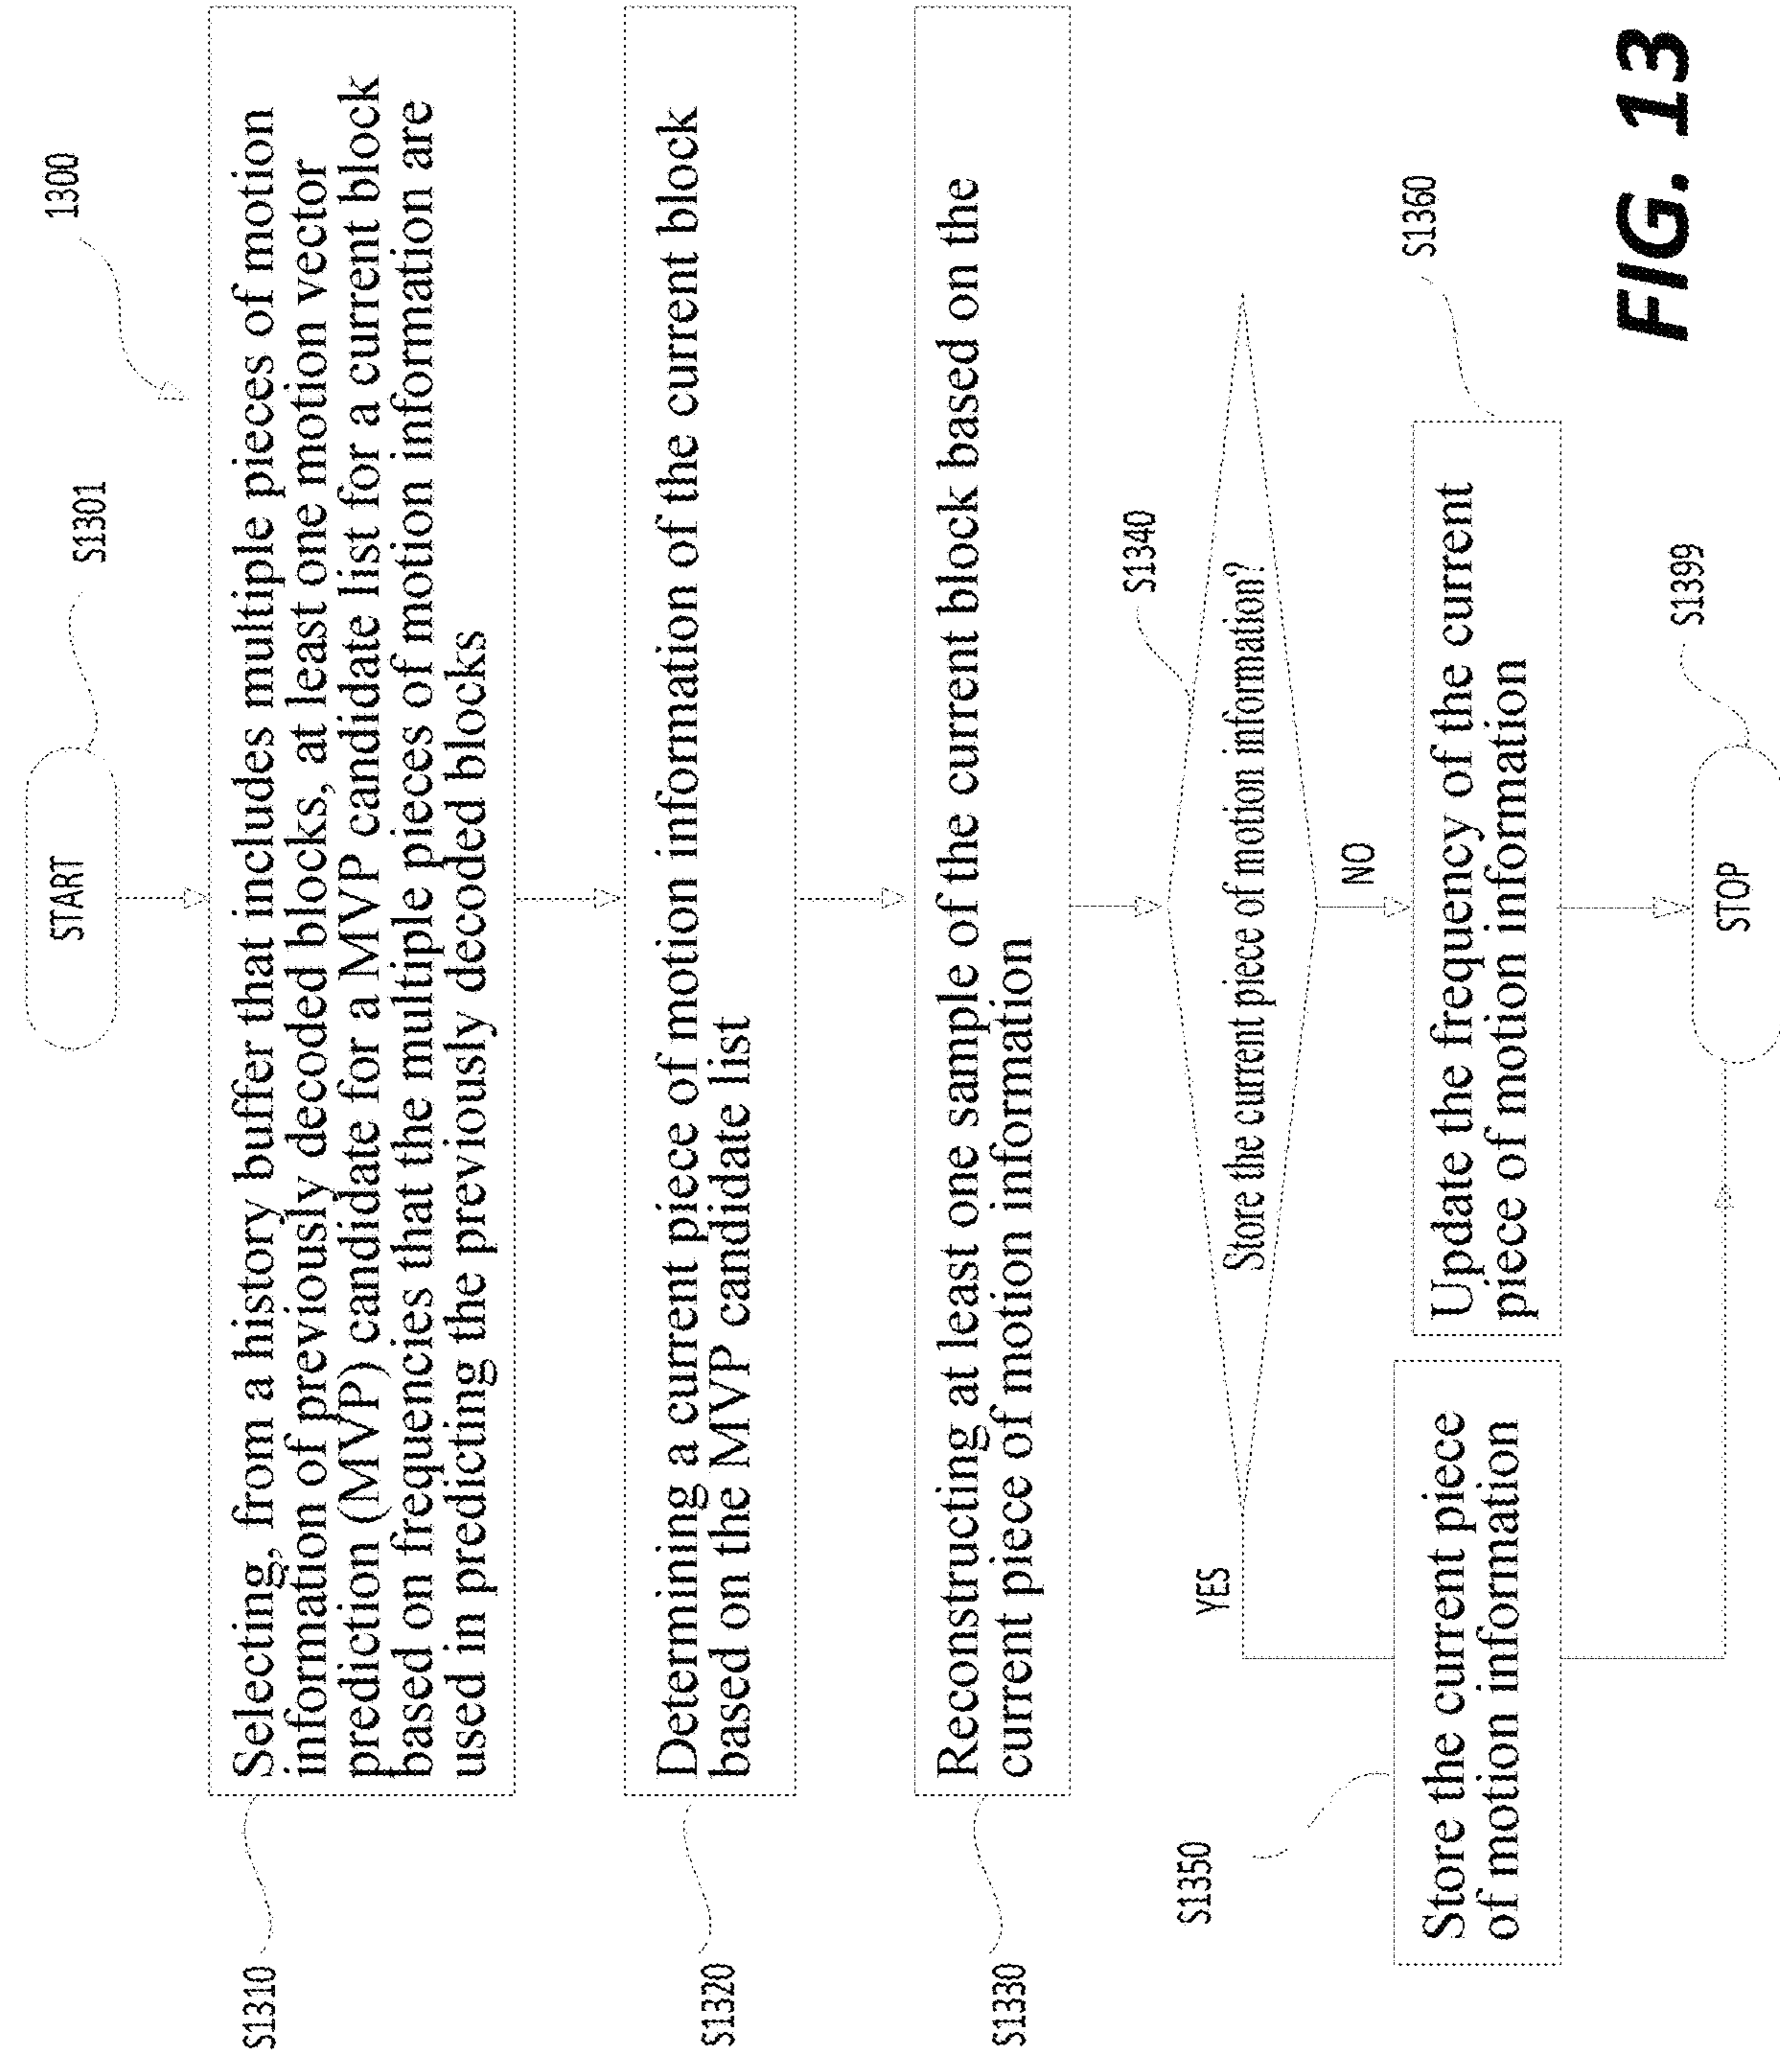 1300
S1301
START
S1310
Selecting, from a history buffer that includes multiple pieces of motion
information of previously decoded blocks, at least one motion vector
prediction (MVP) candidate for a MVP candidate list for a current block
based on frequencies that the multiple pieces of motion information are
used in predicting the previously decoded blocks
S1320
Determining a current piece of motion information of the current block
based on the MVP candidate list
S1330
Reconstructing at least one sample of the current block based on the
current piece of motion information
S1340
Store the current piece of motion information?
YES
NO
S1350
Store the current piece
of motion information
S1360
Update the frequency of the current
piece of motion information
S1399
STOP
FIG. 13